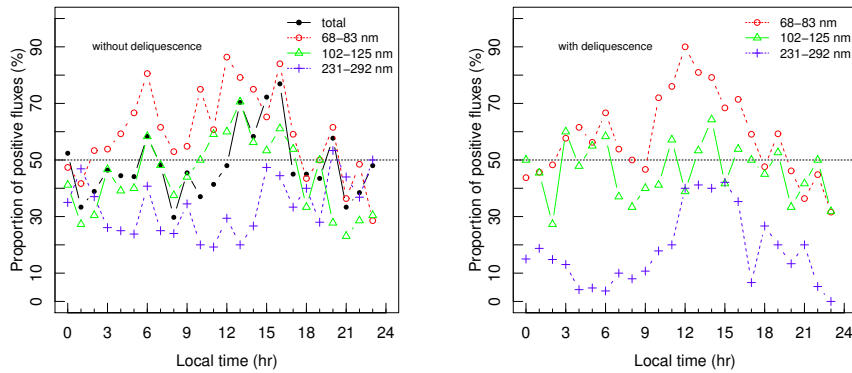 total
68−83 nm
102−125 nm
231−292 nm
without deliquescence
Proportion of positive fluxes (%)
90
70
50
30
10
0
0 3 6 9 12 15 18 21 24
Local time (hr)
68−83 nm
102−125 nm
231−292 nm
with deliquescence
Proportion of positive fluxes (%)
90
70
50
30
10
0
0 3 6 9 12 15 18 21 24
Local time (hr)